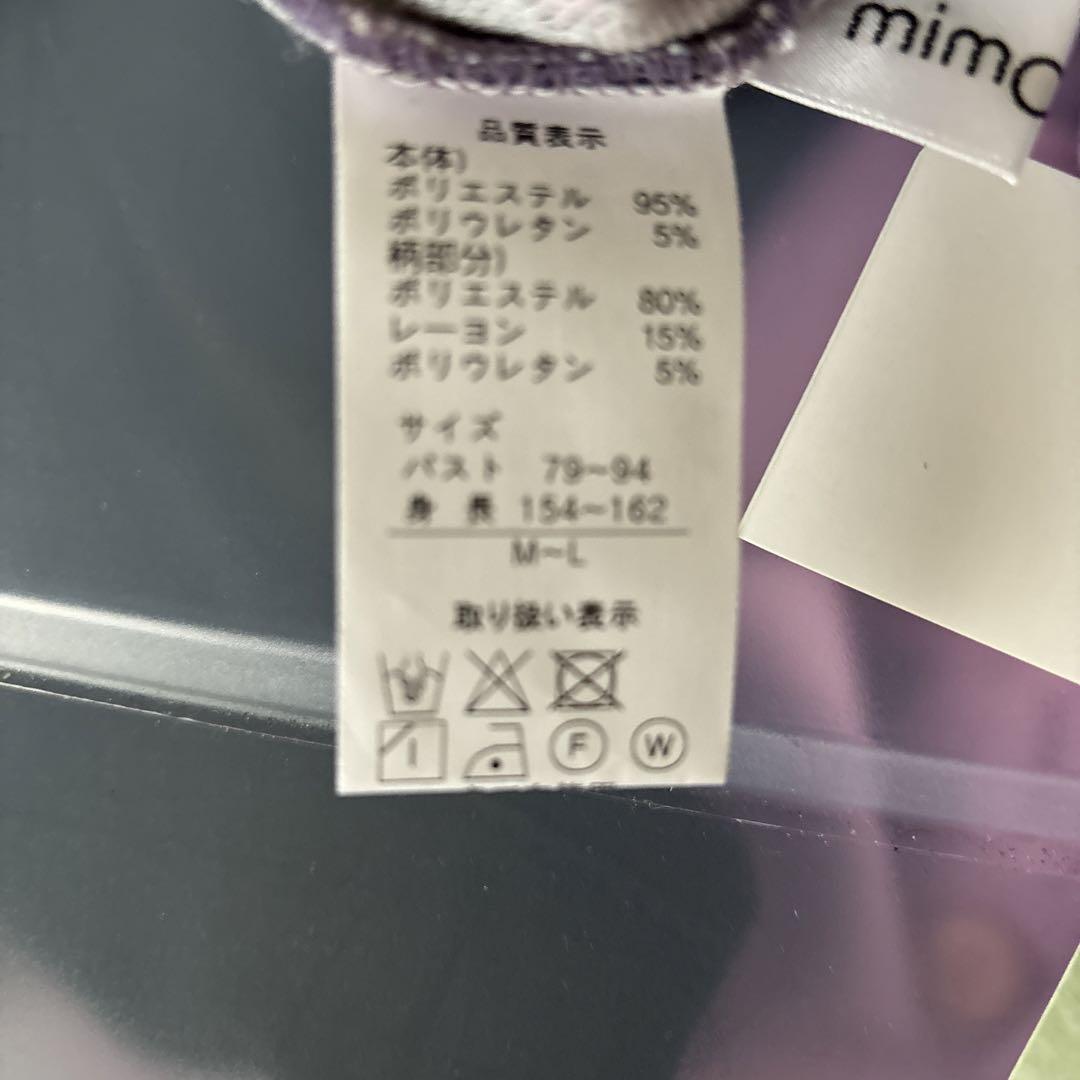 mimo
品質表示
本体)
ポリエステル 95%
ポリウレタン 5%
柄部分)
ポリエステル 80%
レーヨン 15%
ポリウレタン 5%
サイズ
バスト 79~94
身 長 154~162
M~L
取り扱い表示
F W